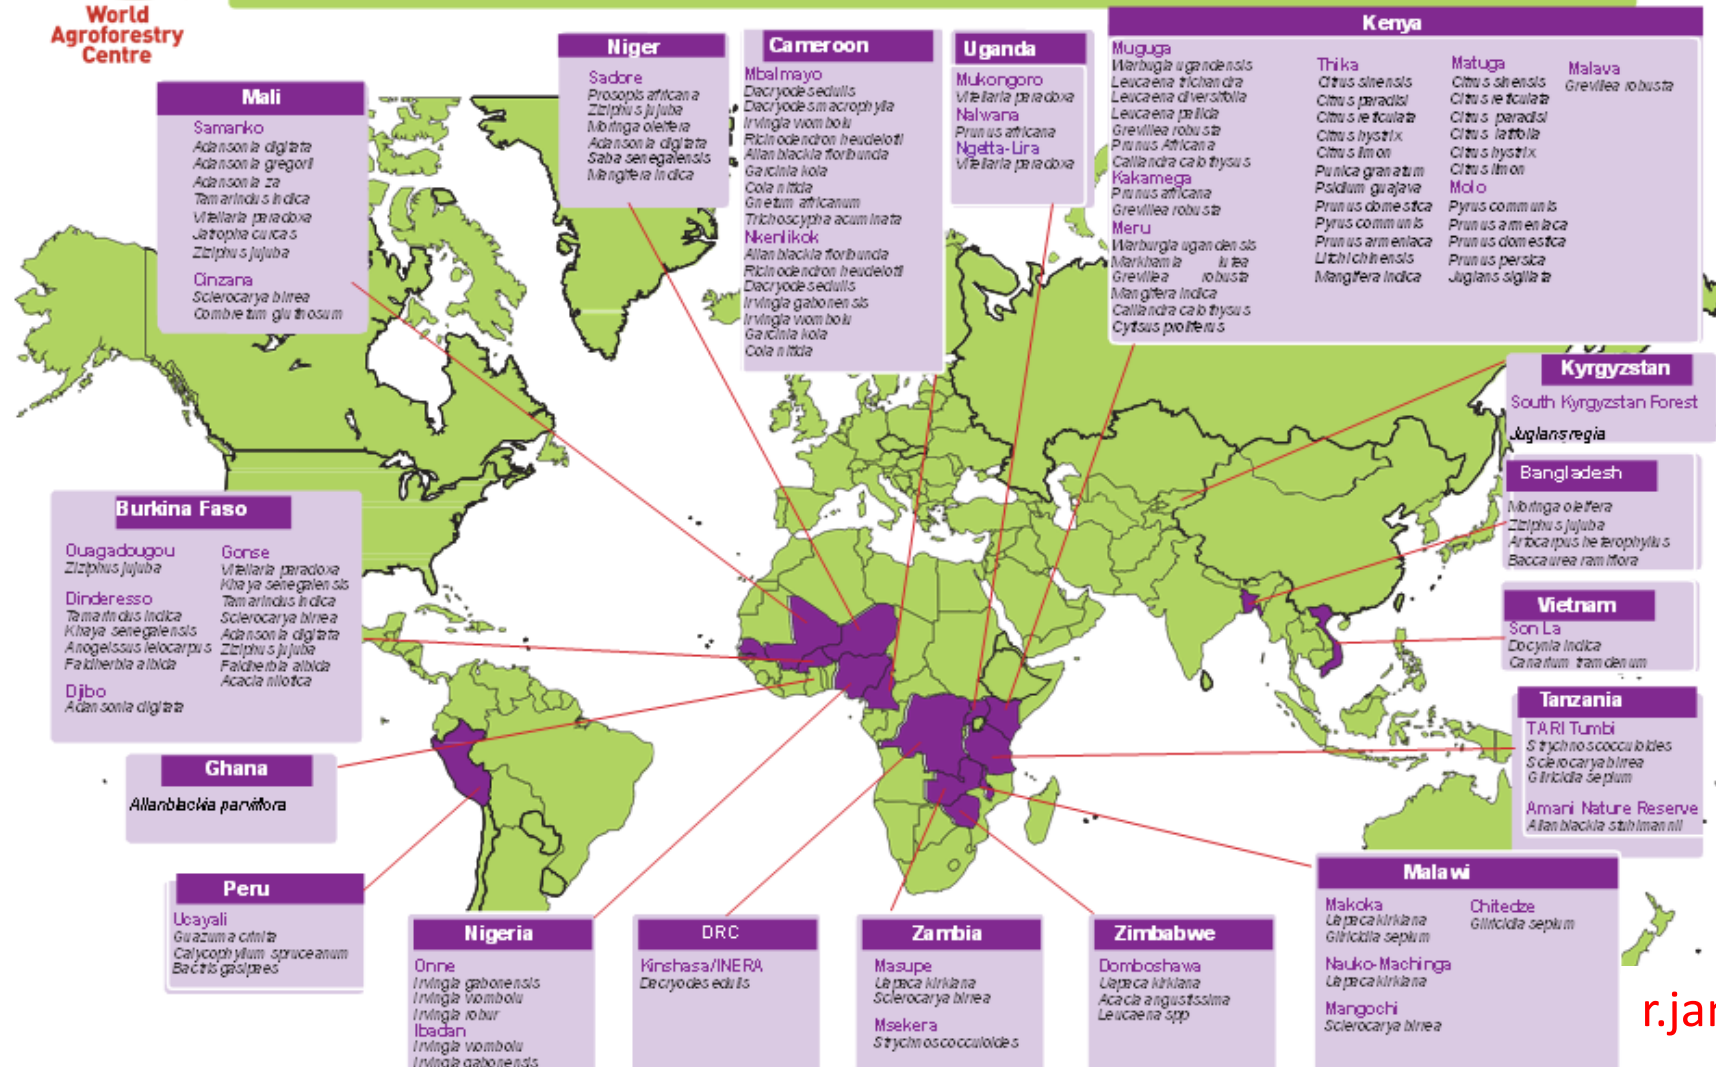 World
Agroforestry
Centre
Mali
Samanko
Adansonia digitata
Adansonia gregorii
Adansonia za
Tamarindus indica
Vitellaria paradoxa
Jatropha curcas
Ziziphus jujuba
Cinzana
Sclerocarya birrea
Combretum glutinosum
Niger
Sadore
Prosopis africana
Ziziphus jujuba
Moringa oleifera
Adansonia digitata
Saba senegalensis
Mangifera indica
Cameroon
Mbalmayo
Dacryodes edulis
Dacryodes macrophylla
Irvingia wombolu
Ricinodendron heudelotii
Allanblackia floribunda
Garcinia kola
Cola nitida
Gnetum africanum
Trichoscypha acuminata
Nkenlikok
Allanblackia floribunda
Ricinodendron heudelotii
Dacryodes edulis
Irvingia gabonensis
Irvingia wombolu
Garcinia kola
Cola nitida
Uganda
Mukongoro
Vitellaria paradoxa
Nalwana
Prunus africana
Ngetta-Lira
Vitellaria paradoxa
Kenya
Muguga
Warbugia ugandensis
Leucaena trichandra
Leucaena diversifolia
Leucaena pallida
Grevillea robusta
Prunus Africana
Calliandra calothysus
Kakamega
Prunus africana
Grevillea robusta
Meru
Warburgia ugandensis
Markhamia lutea
Grevillea robusta
Mangifera indica
Calliandra calothysus
Cytisus proliferus
Thika
Citrus sinensis
Citrus paradisi
Citrus reticulata
Citrus hystrix
Citrus limon
Punica granatum
Psidium guajava
Prunus domestica
Pyrus communis
Prunus armeniaca
Litchi chinensis
Mangifera indica
Matuga
Citrus sinensis
Citrus reticulata
Citrus paradisi
Citrus latifolia
Citrus hystrix
Citrus limon
Molo
Pyrus communis
Prunus armeniaca
Prunus domestica
Prunus persica
Juglans sigillata
Malava
Grevillea robusta
Kyrgyzstan
South Kyrgyzstan Forest
Juglans regia
Bangladesh
Moringa oleifera
Ziziphus jujuba
Artocarpus heterophyllus
Baccaurea ramiflora
Vietnam
Son La
Docynia indica
Canarium tramdenum
Tanzania
TARI Tumbi
Strychnos cocculoides
Sclerocarya birrea
Gliricidia sepium
Amani Nature Reserve
Allanblackia stuhlmannii
Burkina Faso
Ouagadougou
Ziziphus jujuba
Dinderesso
Tamarindus indica
Khaya senegalensis
Anogeissus leiocarpus
Faidherbia albida
Djibo
Adansonia digitata
Gonse
Vitellaria paradoxa
Khaya senegalensis
Tamarindus indica
Sclerocarya birrea
Adansonia digitata
Ziziphus jujuba
Faidherbia albida
Acacia nilotica
Ghana
Allanblackia parviflora
Peru
Ucayali
Guazuma crinita
Calycophyllum spruceanum
Bactris gasipaes
Nigeria
Onne
Irvingia gabonensis
Irvingia wombolu
Irvingia robur
Ibadan
Irvingia wombolu
Irvingia gabonensis
DRC
Kinshasa/INERA
Dacryodes edulis
Zambia
Masupe
Uapaca kirkiana
Sclerocarya birrea
Msekera
Strychnos cocculoides
Zimbabwe
Domboshawa
Uapaca kirkiana
Acacia angustissima
Leucaena spp
Malawi
Makoka
Uapaca kirkiana
Gliricidia sepium
Nauko-Machinga
Uapaca kirkiana
Mangochi
Sclerocarya birrea
Chitedze
Gliricidia sepium
r.jar